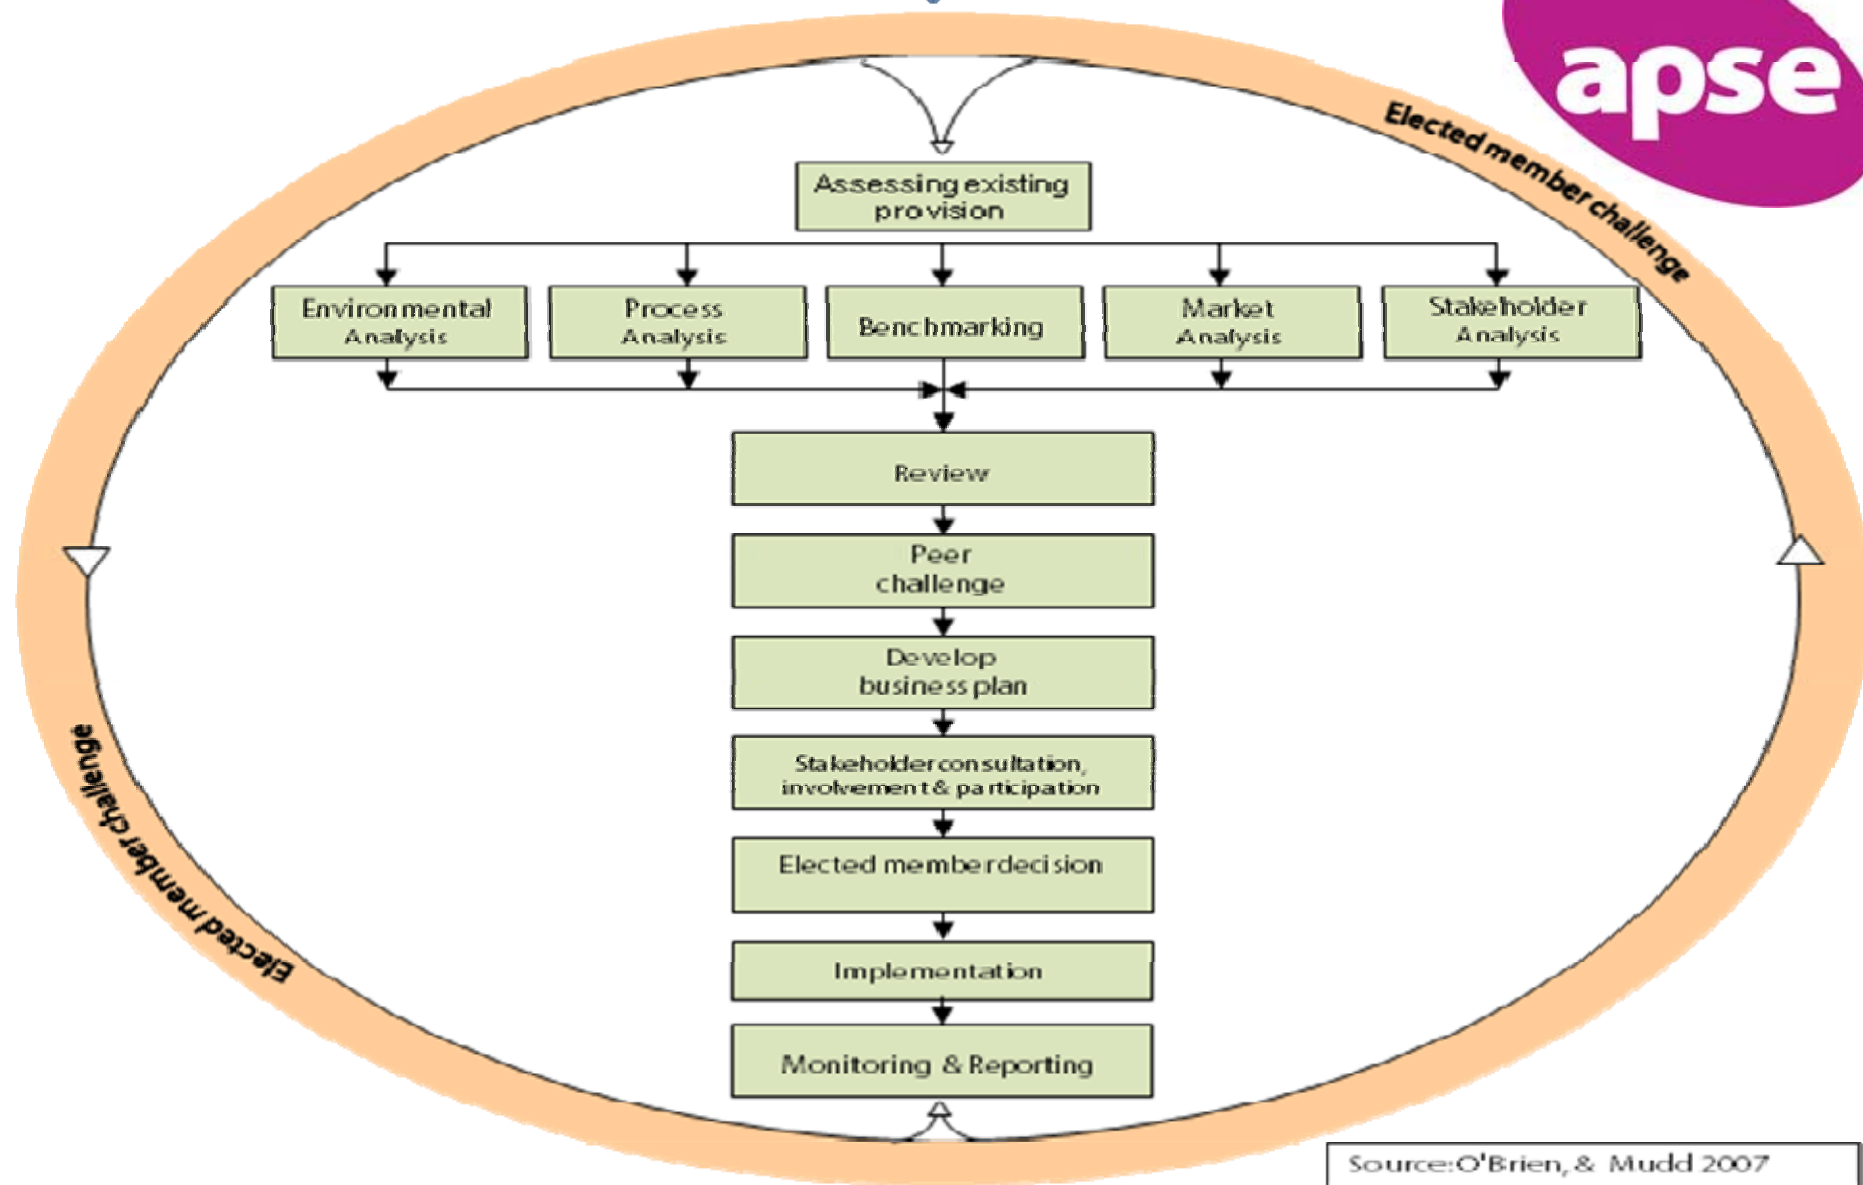 apse
Elected member challenge
Assessing existing
provision
Environmental
Analysis
Process
Analysis
Benchmarking
Market
Analysis
Stakeholder
Analysis
Review
Peer
challenge
Develop
business plan
Stakeholder consultation,
involvement & participation
Elected member decision
Implementation
Monitoring & Reporting
Elected member challenge
Source: O'Brien, & Mudd 2007